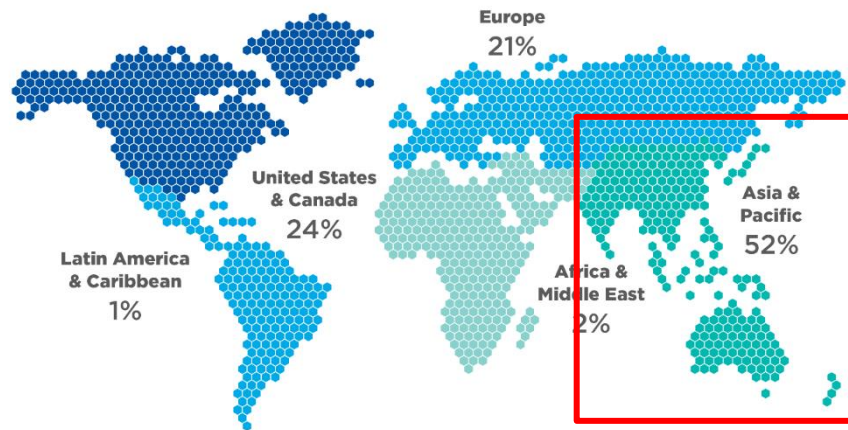 Europe
21%
United States
& Canada
24%
Asia &
Pacific
52%
Latin America
& Caribbean
1%
Africa &
Middle East
2%